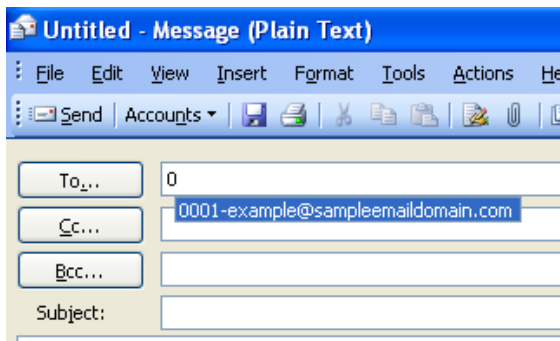 Untitled - Message (Plain Text)
File Edit View Insert Format Tools Actions He
Send Accounts
To... 0
0001-example@sampleemaildomain.com
Cc...
Bcc...
Subject: